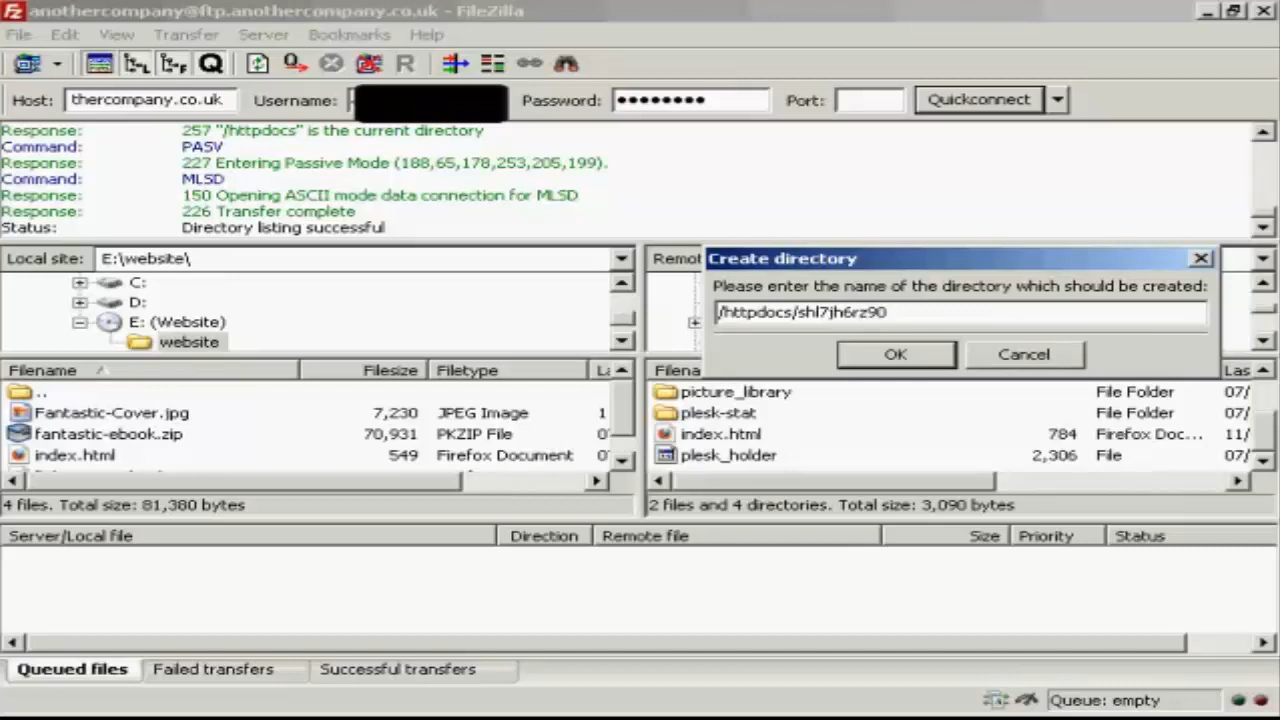 anothercompany@ftp.anothercompany.co.uk - FileZilla
File Edit View Transfer Server Bookmarks Help
Host: thercompany.co.uk Username: Password: ●●●●●●●● Port: Quickconnect
Response: 257 "/httpdocs" is the current directory
Command: PASV
Response: 227 Entering Passive Mode (188,65,178,253,205,199).
Command: MLSD
Response: 150 Opening ASCII mode data connection for MLSD
Response: 226 Transfer complete
Status: Directory listing successful
Local site: E:\website\
C:
D:
E: (Website)
website
Filename Filesize Filetype La
..
Fantastic-Cover.jpg 7,230 JPEG Image 1
fantastic-ebook.zip 70,931 PKZIP File 0
index.html 549 Firefox Document 0
4 files. Total size: 81,380 bytes
Remot
Create directory
Please enter the name of the directory which should be created:
/httpdocs/shl7jh6rz90
OK Cancel
Filena Las
picture_library File Folder 07/
plesk-stat File Folder 07/
index.html 784 Firefox Doc... 11/
plesk_holder 2,306 File 07/
2 files and 4 directories. Total size: 3,090 bytes
Server/Local file Direction Remote file Size Priority Status
Queued files Failed transfers Successful transfers
Queue: empty